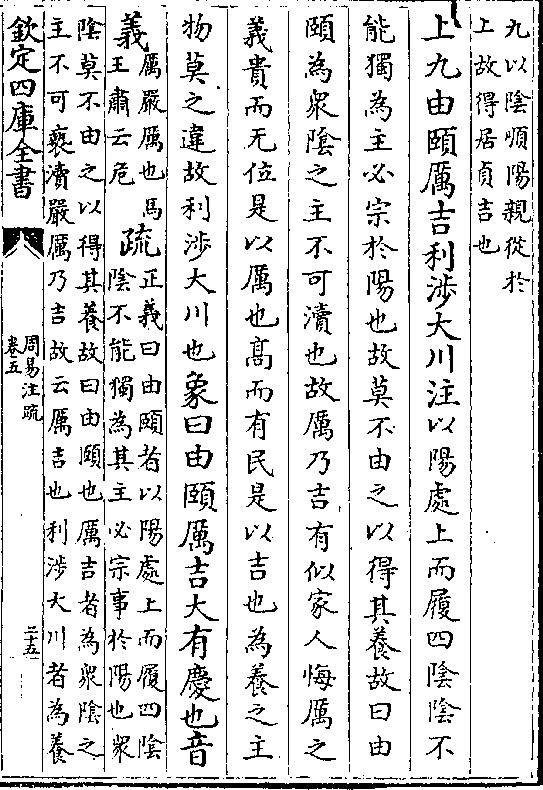 九以陰順陽親從於
上故得居貞吉也
上九由頤厲吉利涉大川注以陽處上而履四陰陰不
能獨為主必宗於陽也故莫不由之以得其養故曰由
頤為衆陰之主不可瀆也故厲乃吉有似家人悔厲之
義貴而无位是以厲也髙而有民是以吉也為養之主
物莫之違故利涉大川也象曰由頤厲吉大有慶也音
義
厲嚴厲也馬
王肅云危
疏
正義曰由頤者以陽處上而履四陰
陰不能獨為其主必宗事於陽也衆
陰莫不由之以得其養故曰由頤也厲吉者為衆陰之
主不可褻瀆嚴厲乃吉故云厲吉也利涉大川者為養
欽定四庫全書
周易注疏
卷五
二十五